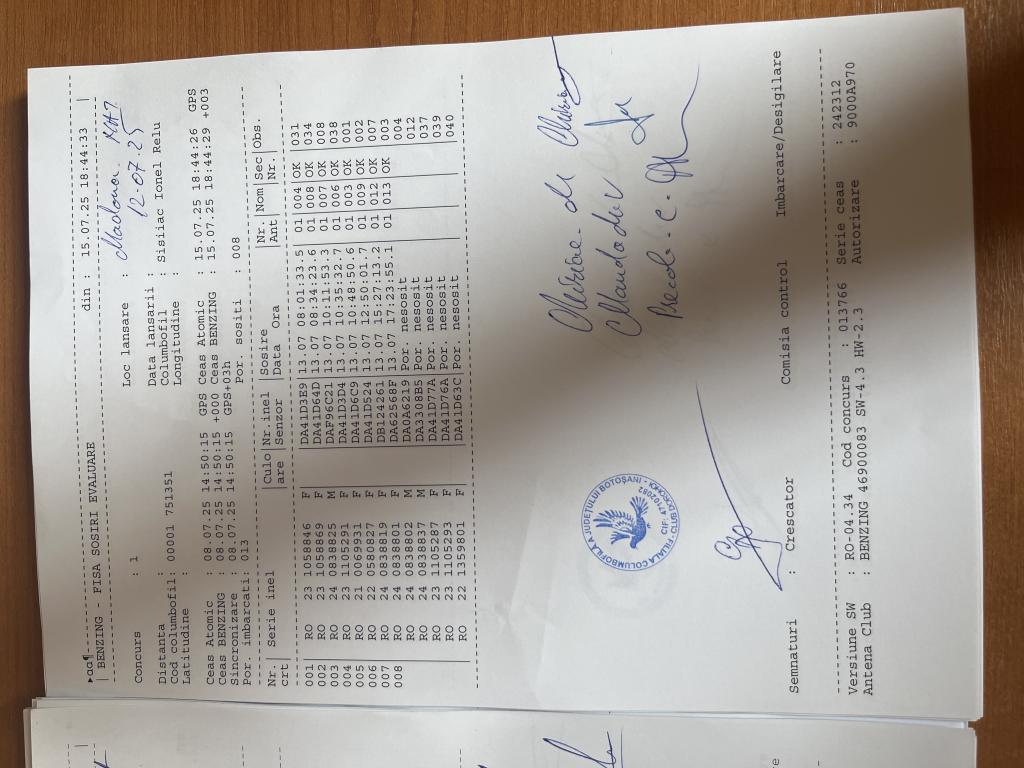 ▸aa¶
BENZING - FISA SOSIRI EVALUARE din : 15.07.25 18:44:33
Concurs : 1 Loc lansare :
Distanta : Data lansarii : 12.07.25
Cod columbofil: 00001 751351 Columbofil : Sisiiac Ionel Relu
Latitudine : Longitudine :
Ceas Atomic : 08.07.25 14:50:15 GPS Ceas Atomic : 15.07.25 18:44:26 GPS
Ceas BENZING : 08.07.25 14:50:15 +000 Ceas BENZING : 15.07.25 18:44:29 +003
Sincronizare : 08.07.25 14:50:15 GPS+03h
Por. imbarcati: 013 Por. sositi : 008
Nr| Serie inel Culo|Nr.inel |Sosire |Nr.|Nom|Sec|Obs.
crt| are |Senzor |Data Ora |Ant| |Nr.|
001 RO 23 1058846 F DA41D3E9 13.07 08:01:33.5 01 004 OK 031
002 RO 23 1058869 F DA41D64D 13.07 08:34:23.6 01 008 OK 034
003 RO 24 0838825 M DAF96C21 13.07 10:11:53.3 01 007 OK 008
004 RO 23 1105291 F DA41D3D4 13.07 10:35:32.7 01 006 OK 038
005 RO 21 0069931 F DA41D6C9 13.07 10:48:50.6 01 003 OK 001
006 RO 22 0580827 F DA41D524 13.07 12:50:01.7 01 009 OK 002
007 RO 24 0838819 F DB124261 13.07 15:27:13.2 01 012 OK 007
008 RO 24 0838801 F DA62568F 13.07 17:23:55.1 01 013 OK 003
RO 24 0838802 M DA0A6219 Por. nesosit 004
RO 24 0838837 M DA3308B5 Por. nesosit 012
RO 23 1105287 F DA41D77A Por. nesosit 037
RO 23 1105293 F DA41D76A Por. nesosit 039
RO 22 1359801 F DA41D63C Por. nesosit 040
FILIALA COLUMBOFILĂ A JUDEȚULUI BOTOȘANI
CIF: 47102082
Semnaturi : Crescator Comisia control Imbarcare/Desigilare
Versiune SW : RO-04.34 Cod concurs : 013766 Serie ceas : 242312
Antena Club : BENZING 46900083 SW-4.3 HW-2.3 Autorizare : 9000A970